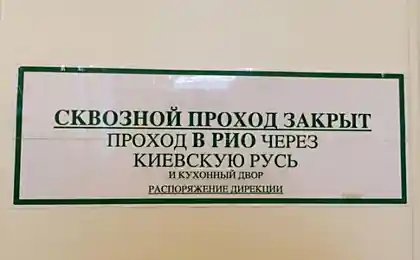 СКВОЗНОЙ ПРОХОД ЗАКРЫТ
ПРОХОД В РИО ЧЕРЕЗ
КИЕВСКУЮ РУСЬ
И КУХОННЫЙ ДВОР
РАСПОРЯЖЕНИЕ ДИРЕКЦИИ